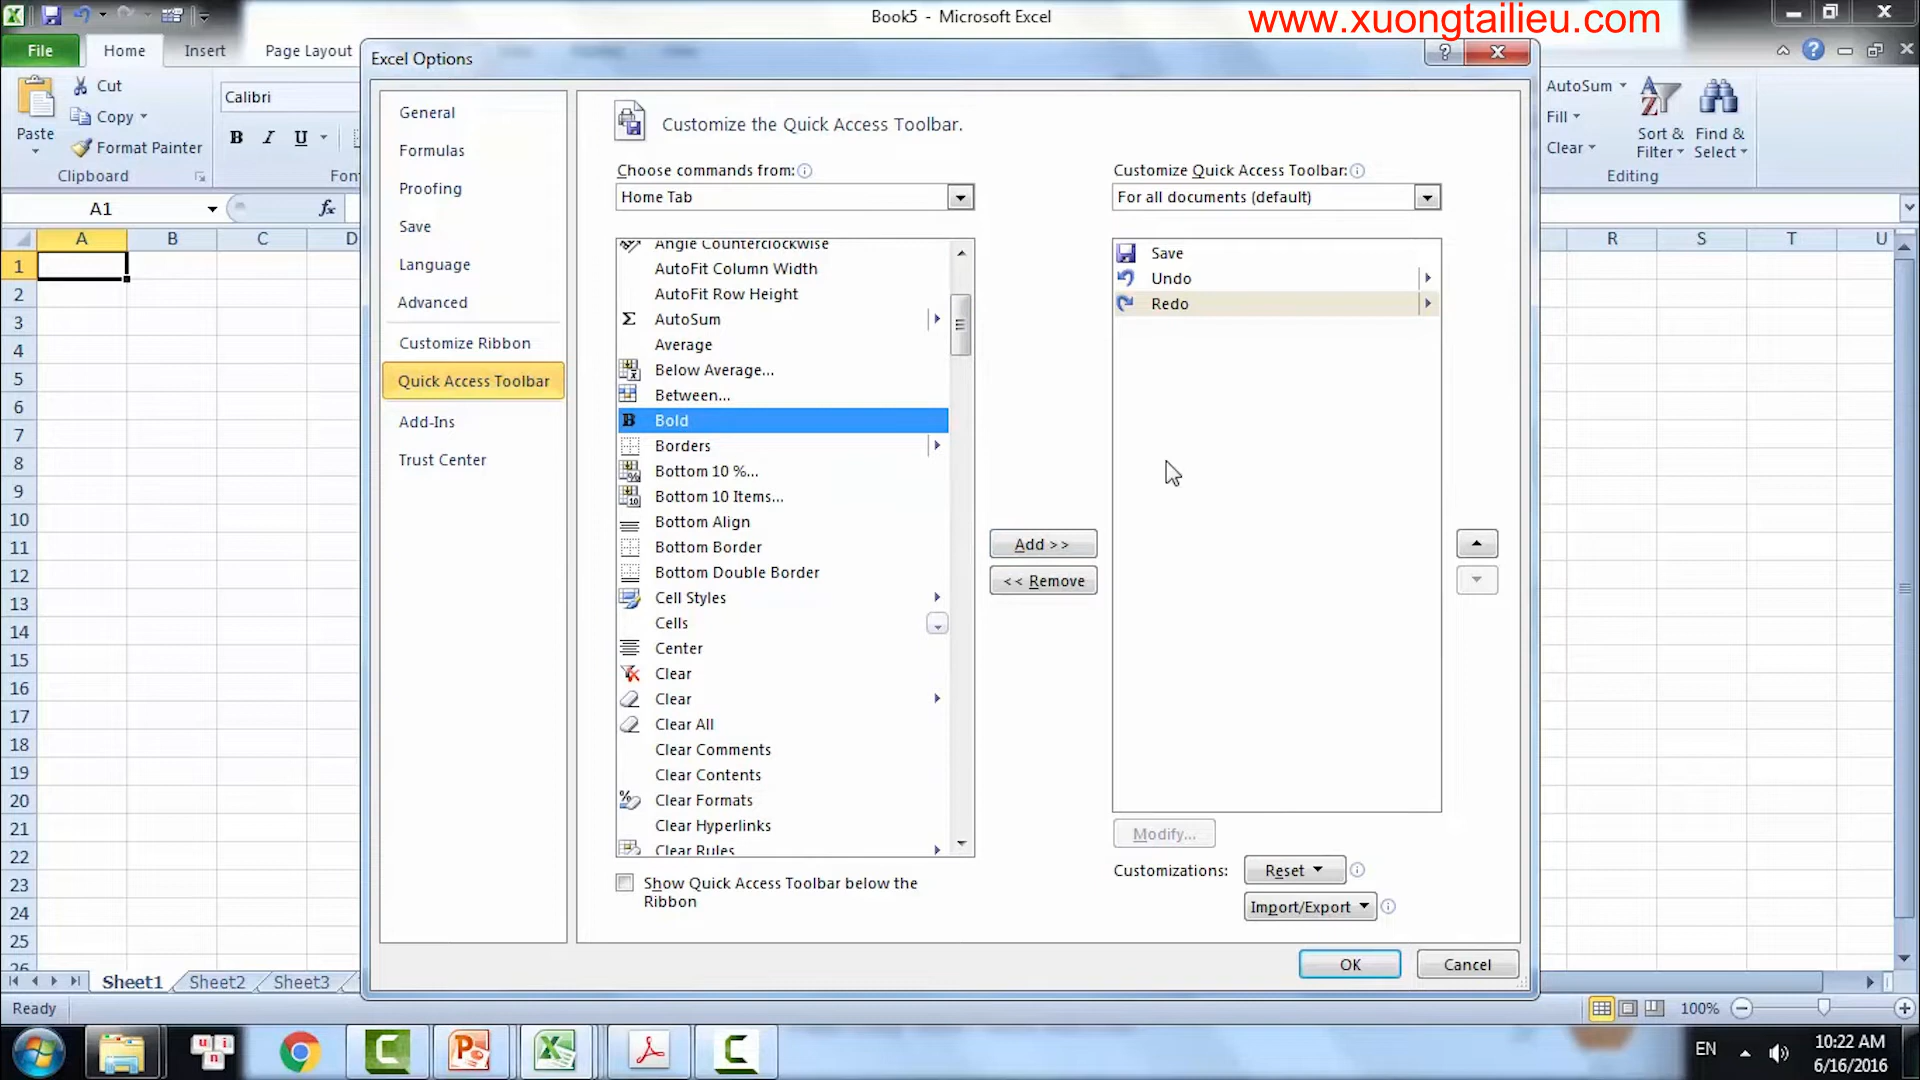 Book5 - Microsoft Excel
www.xuongtailieu.com
File
Home
Insert
Page Layout
Cut
Copy
Format Painter
Paste
Clipboard
Calibri
B I U
Fon
AutoSum
Fill
Clear
Sort & Filter
Find & Select
Editing
A1
fx
A B C D R S T U
1
2
3
4
5
6
7
8
9
10
11
12
13
14
15
16
17
18
19
20
21
22
23
24
25
26
Excel Options
General
Formulas
Proofing
Save
Language
Advanced
Customize Ribbon
Quick Access Toolbar
Add-Ins
Trust Center
Customize the Quick Access Toolbar.
Choose commands from:
Home Tab
Angle Counterclockwise
AutoFit Column Width
AutoFit Row Height
AutoSum
Average
Below Average...
Between...
Bold
Borders
Bottom 10 %...
Bottom 10 Items...
Bottom Align
Bottom Border
Bottom Double Border
Cell Styles
Cells
Center
Clear
Clear
Clear All
Clear Comments
Clear Contents
Clear Formats
Clear Hyperlinks
Clear Rules
Show Quick Access Toolbar below the
Ribbon
Add >>
<< Remove
Customize Quick Access Toolbar:
For all documents (default)
Save
Undo
Redo
Modify...
Customizations:
Reset
Import/Export
OK
Cancel
Sheet1
Sheet2
Sheet3
Ready
100%
EN
10:22 AM
6/16/2016